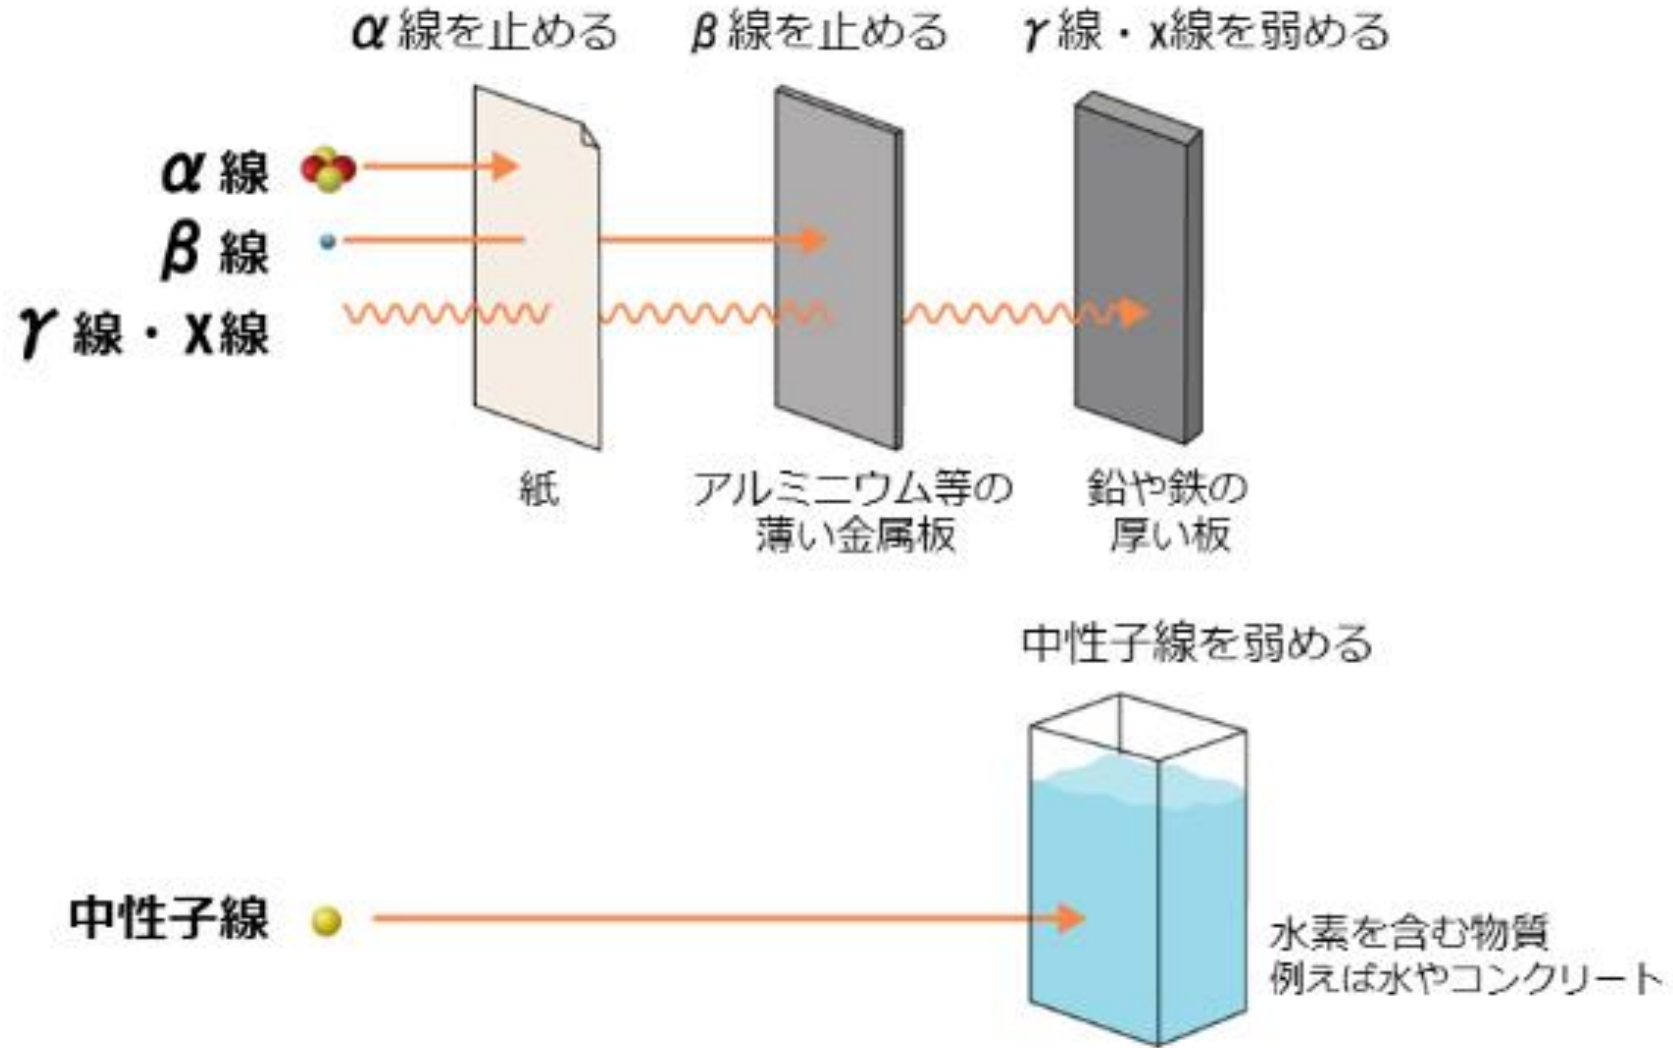 α線を止める
β線を止める
γ線・x線を弱める
α線
β線
γ線・X線
紙
アルミニウム等の
薄い金属板
鉛や鉄の
厚い板
中性子線を弱める
中性子線
水素を含む物質
例えば水やコンクリート